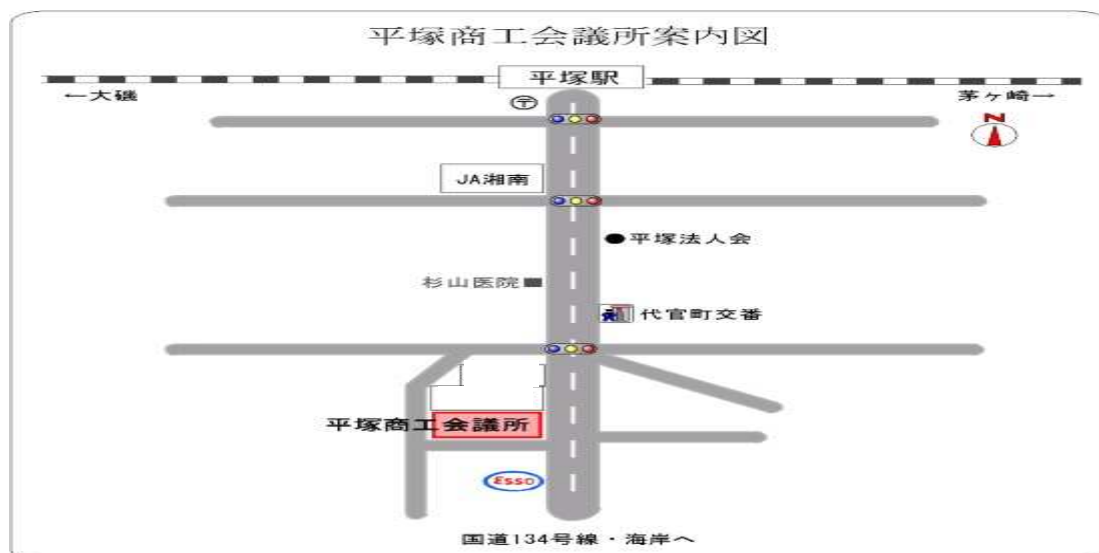 平塚商工会議所案内図
平塚駅
←大磯
茅ヶ崎→
〒
N
JA湘南
平塚法人会
杉山医院
代官町交番
平塚商工会議所
Esso
国道134号線・海岸へ